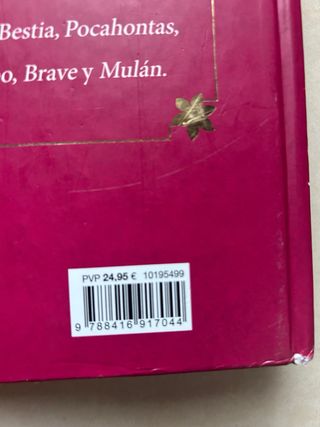 Bestia, Pocahontas,
o, Brave y Mulán.
PVP 24,95 € 10195499
9 788416 917044